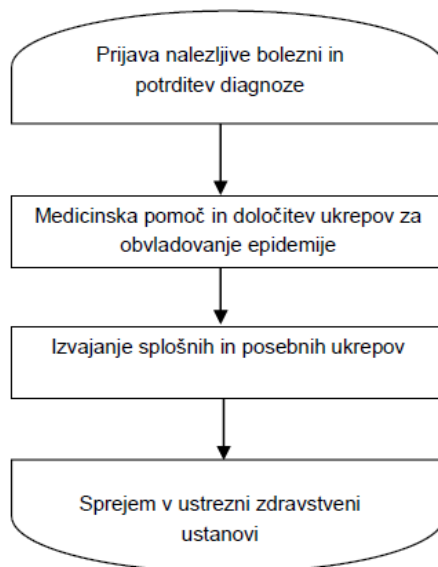 Prijava nalezljive bolezni in
potrditev diagnoze
Medicinska pomoč in določitev ukrepov za
obvladovanje epidemije
Izvajanje splošnih in posebnih ukrepov
Sprejem v ustrezni zdravstveni
ustanovi